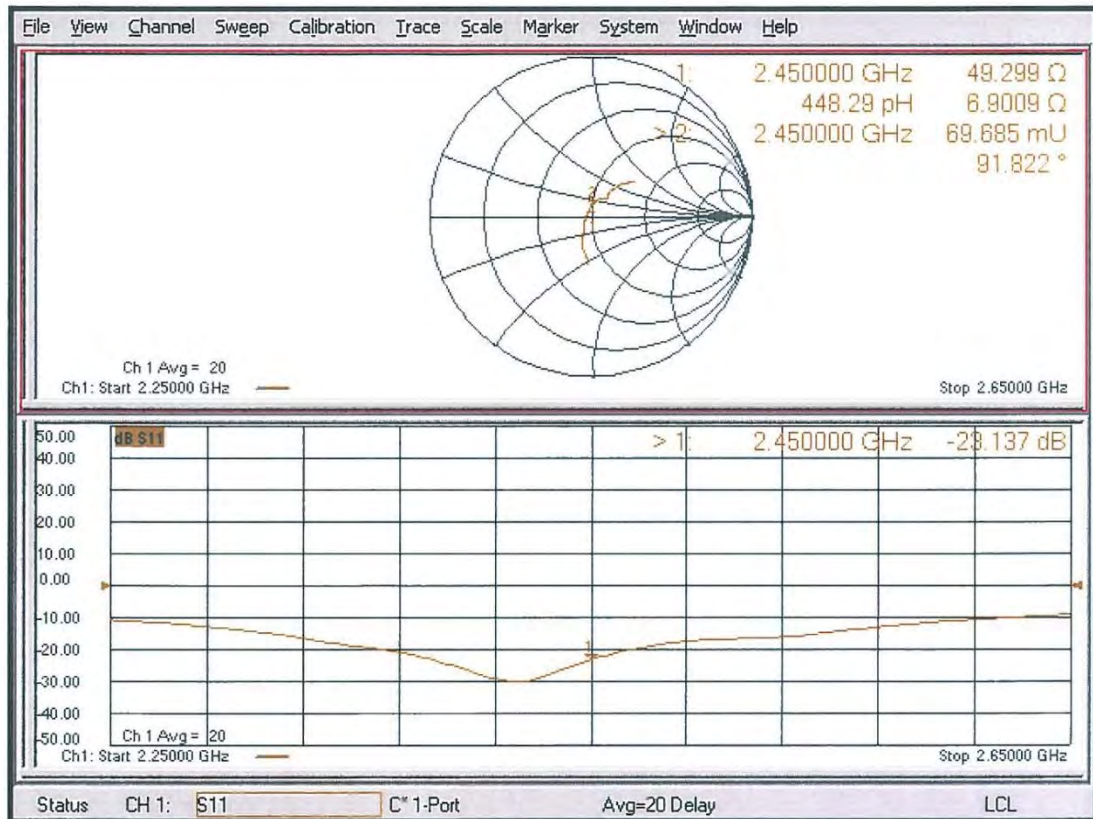 File View Channel Sweep Calibration Trace Scale Marker System Window Help
1: 2.450000 GHz 49.299 Ω
448.29 pH 6.9009 Ω
> 2: 2.450000 GHz 69.685 mU
91.822 °
Ch 1 Avg = 20
Ch1: Start 2.25000 GHz
Stop 2.65000 GHz
50.00
dB S11
> 1: 2.450000 GHz -23.137 dB
40.00
30.00
20.00
10.00
0.00
-10.00
-20.00
1
-30.00
-40.00
-50.00
Ch 1 Avg = 20
Ch1: Start 2.25000 GHz
Stop 2.65000 GHz
Status CH 1: S11 C* 1-Port Avg=20 Delay LCL